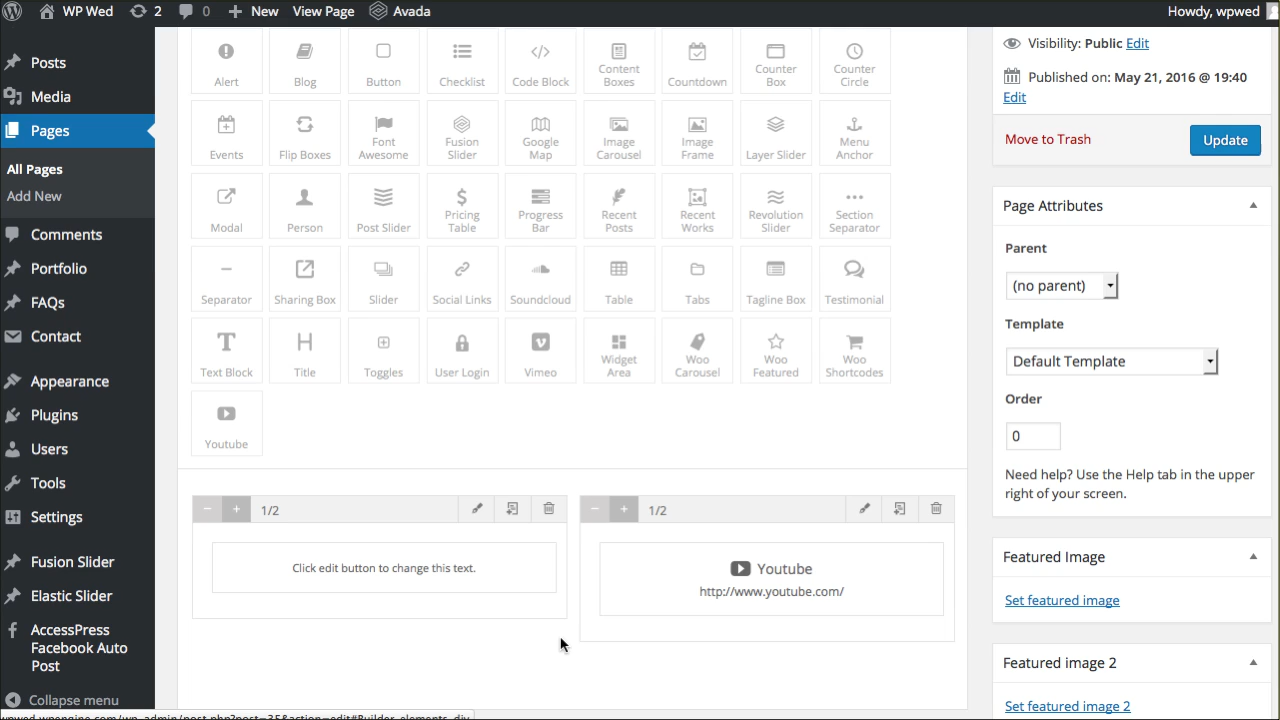 WP Wed 2 0 New View Page Avada Howdy, wpwed
Posts
Media
Pages
All Pages
Add New
Comments
Portfolio
FAQs
Contact
Appearance
Plugins
Users
Tools
Settings
Fusion Slider
Elastic Slider
AccessPress
Facebook Auto
Post
Collapse menu
Alert Blog Button Checklist Code Block Content Boxes Countdown Counter Box Counter Circle
Events Flip Boxes Font Awesome Fusion Slider Google Map Image Carousel Image Frame Layer Slider Menu Anchor
Modal Person Post Slider Pricing Table Progress Bar Recent Posts Recent Works Revolution Slider Section Separator
Separator Sharing Box Slider Social Links Soundcloud Table Tabs Tagline Box Testimonial
Text Block Title Toggles User Login Vimeo Widget Area Woo Carousel Woo Featured Woo Shortcodes
Youtube
1/2
Click edit button to change this text.
1/2
Youtube
http://www.youtube.com/
Visibility: Public Edit
Published on: May 21, 2016 @ 19:40
Edit
Move to Trash Update
Page Attributes
Parent
(no parent)
Template
Default Template
Order
0
Need help? Use the Help tab in the upper
right of your screen.
Featured Image
Set featured image
Featured image 2
Set featured image 2